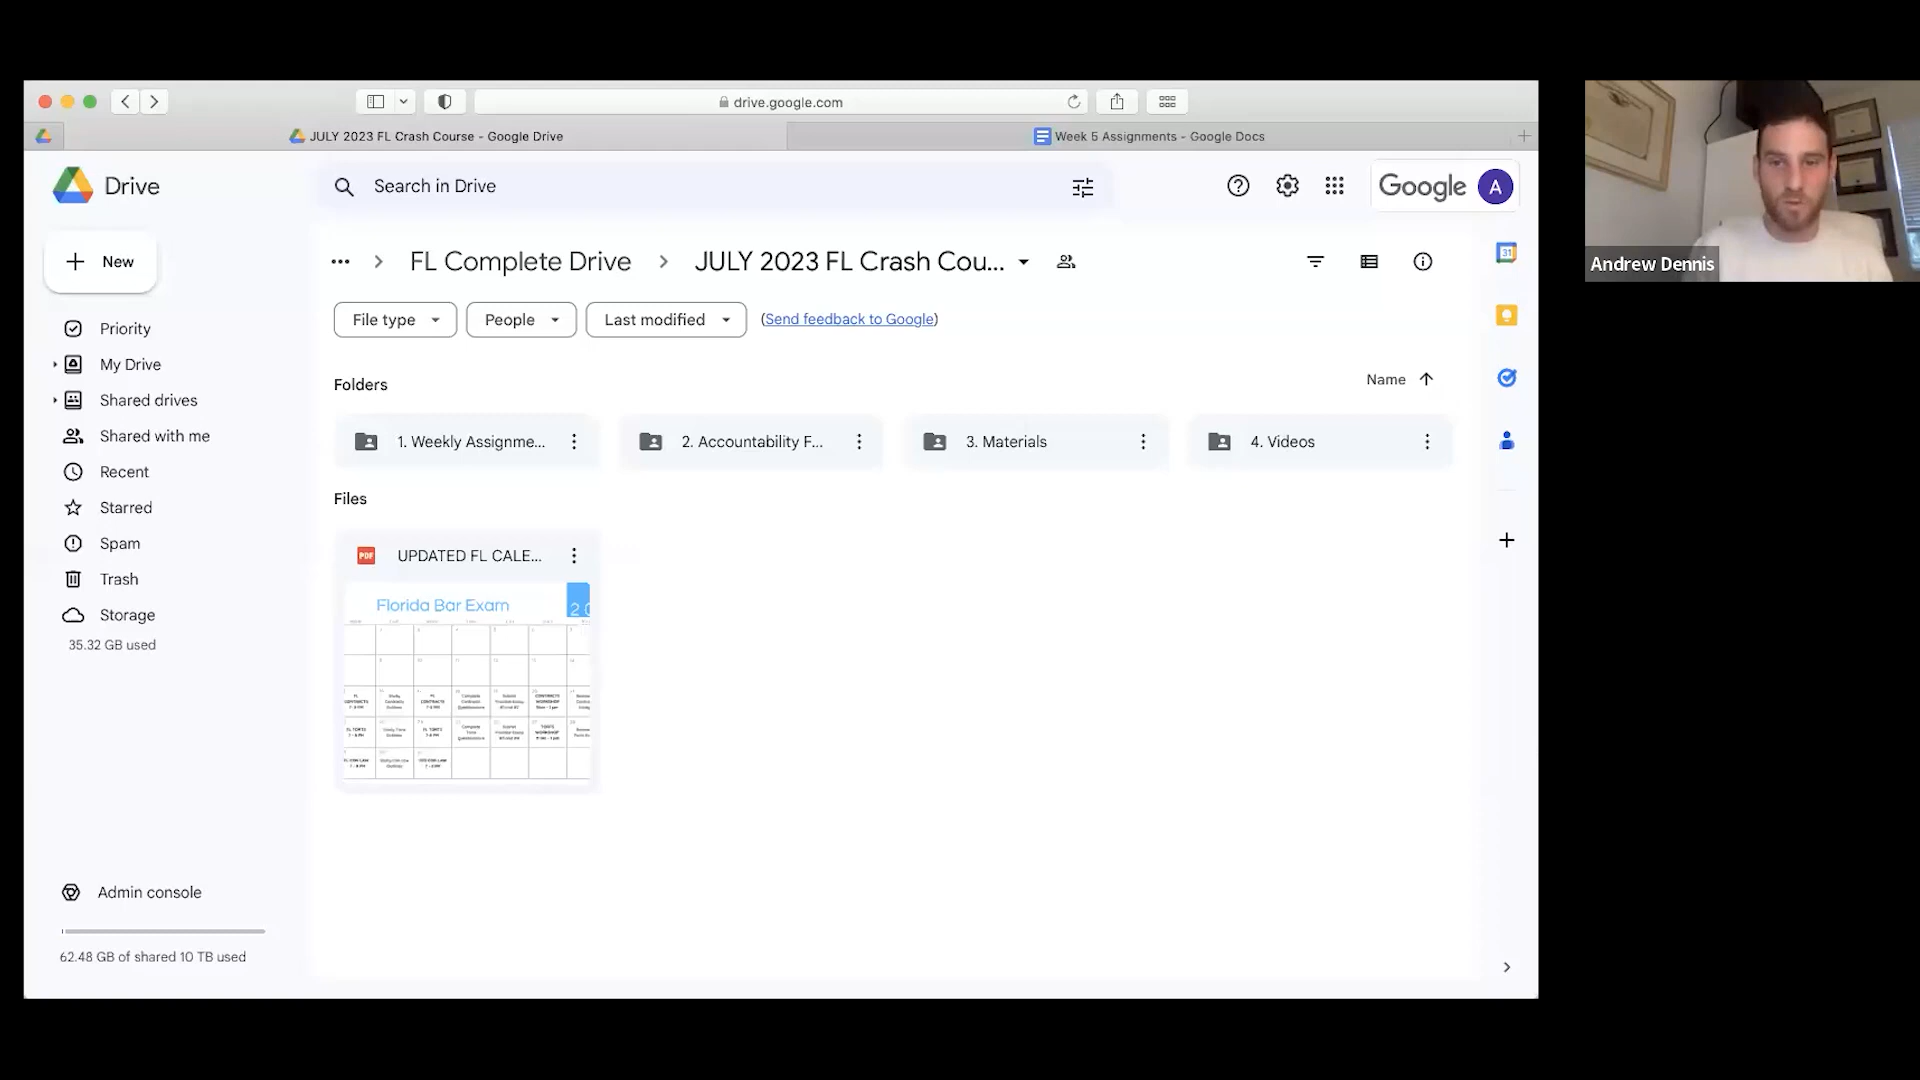 drive.google.com
JULY 2023 FL Crash Course - Google Drive
Week 5 Assignments - Google Docs
Drive
Search in Drive
Google
A
New
Priority
My Drive
Shared drives
Shared with me
Recent
Starred
Spam
Trash
Storage
35.32 GB used
Admin console
62.48 GB of shared 10 TB used
... > FL Complete Drive > JULY 2023 FL Crash Cou...
File type
People
Last modified
(Send feedback to Google)
Folders
Name
1. Weekly Assignme...
2. Accountability F...
3. Materials
4. Videos
Files
PDF
UPDATED FL CALE...
Florida Bar Exam
31
Andrew Dennis